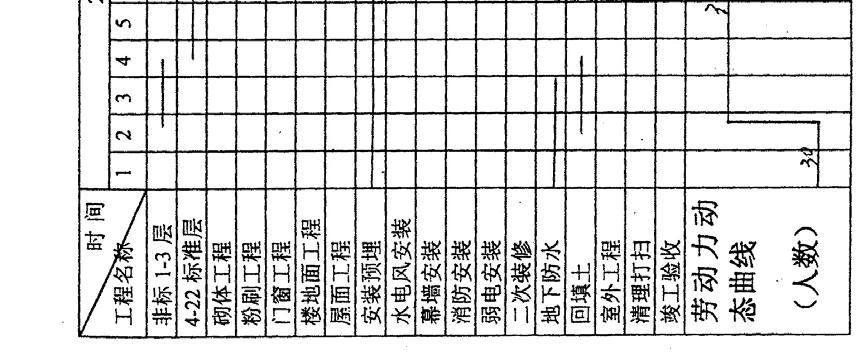 时间
工程名称
1 2 3 4 5
非标 1-3 层
4-22 标准层
砌体工程
粉刷工程
门窗工程
楼地面工程
屋面工程
安装预埋
水电风安装
幕墙安装
消防安装
弱电安装
二次装修
地下防水
回填土
室外工程
清理打扫
竣工验收
劳动力动
态曲线
（人数）
30